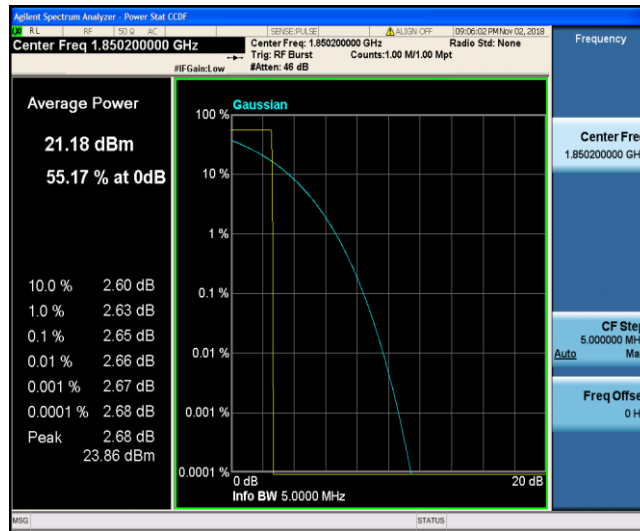 Agilent Spectrum Analyzer - Power Stat CCDF
RL RF 50 Ω AC SENSE:PULSE ALIGN OFF 09:06:02 PM Nov 02, 2018
Center Freq 1.850200000 GHz
Center Freq: 1.850200000 GHz Radio Std: None
Trig: RF Burst Counts:1.00 M/1.00 Mpt
#IFGain:Low #Atten: 46 dB
Frequency
Average Power
21.18 dBm
55.17 % at 0dB
10.0 % 2.60 dB
1.0 % 2.63 dB
0.1 % 2.65 dB
0.01 % 2.66 dB
0.001 % 2.67 dB
0.0001 % 2.68 dB
Peak 2.68 dB
23.86 dBm
Gaussian
100 %
10 %
1 %
0.1 %
0.01 %
0.001 %
0.0001 %
0 dB 20 dB
Info BW 5.0000 MHz
Center Fre
1.850200000 GH
CF Step
5.000000 MH
Auto Ma
Freq Offse
0 H
MSG STATUS